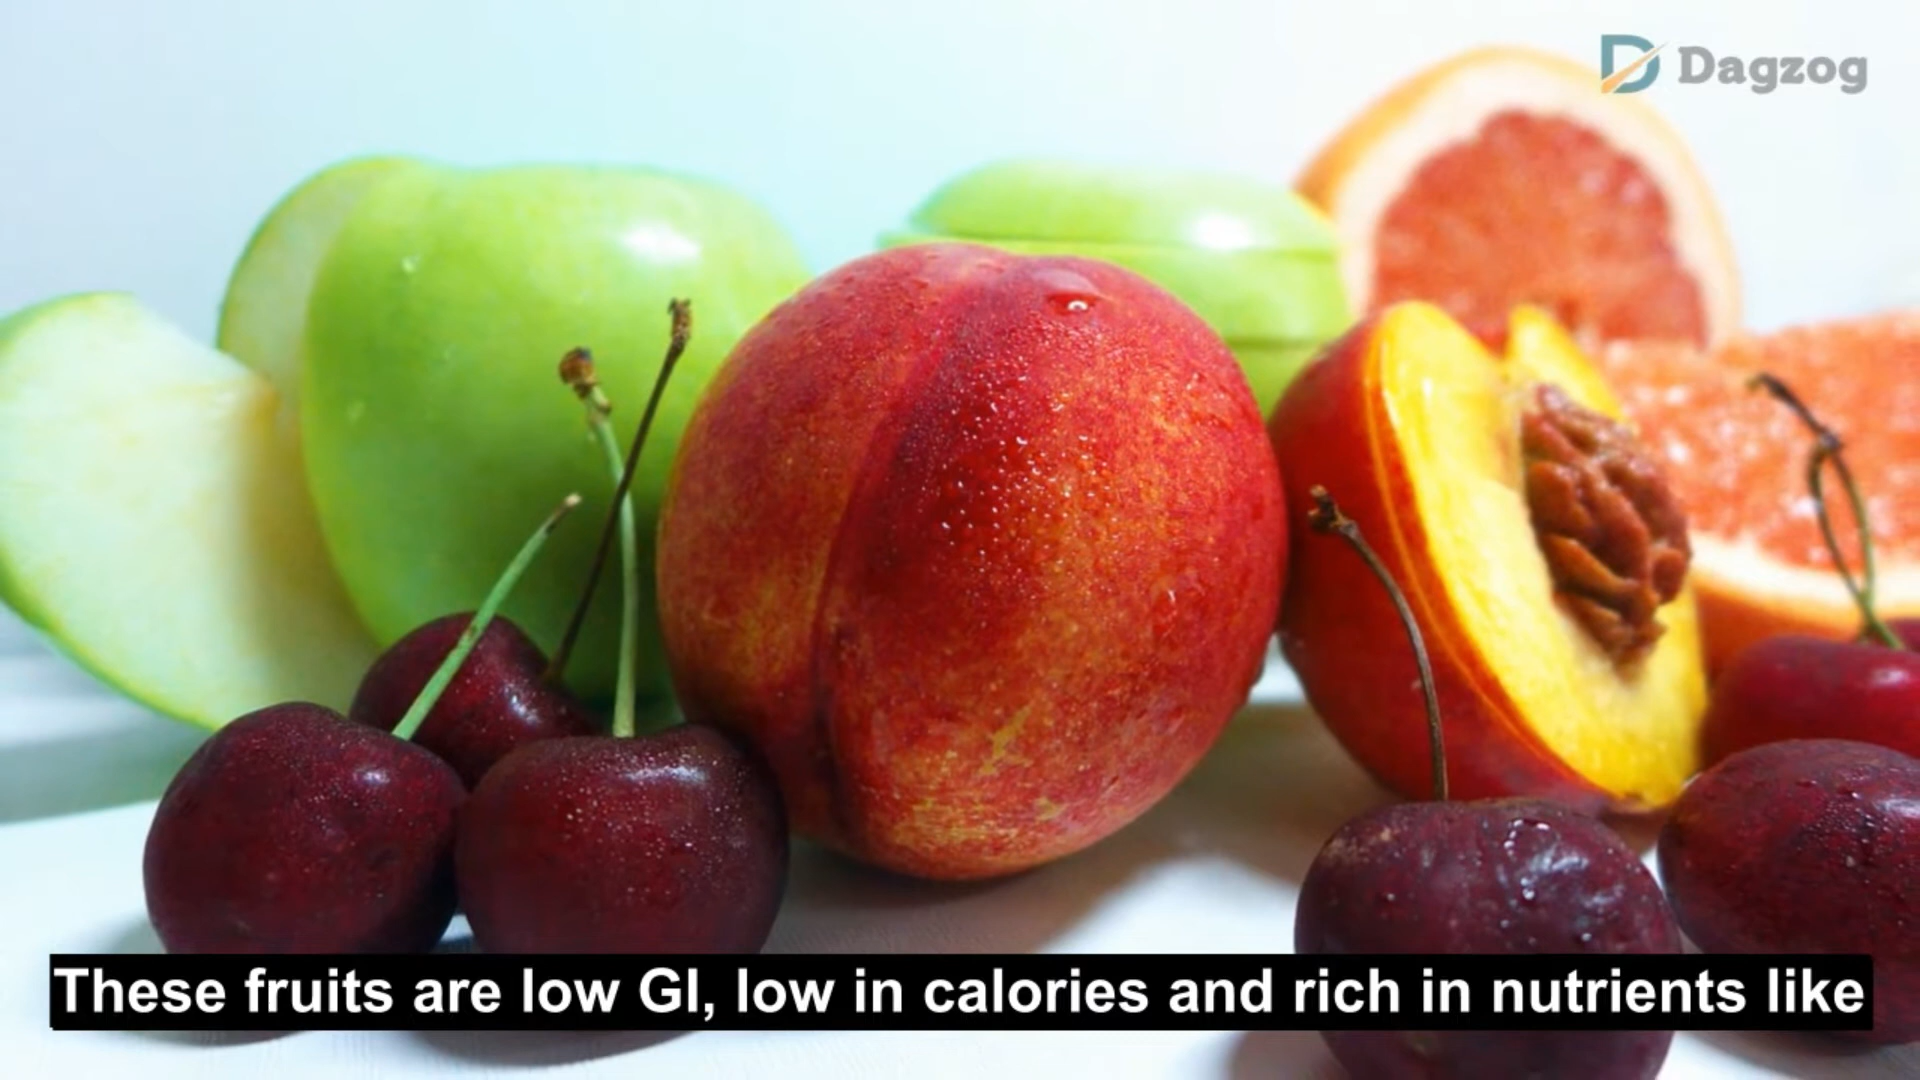 Dagzog
These fruits are low GI, low in calories and rich in nutrients like